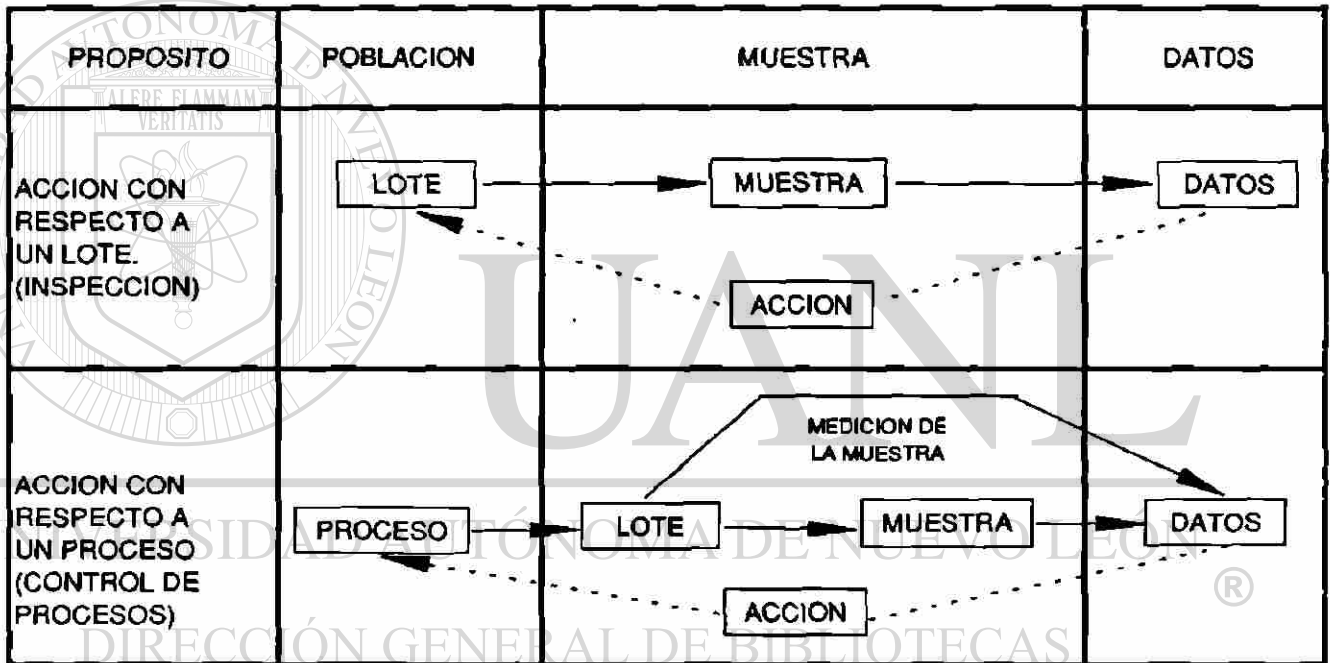 PROPOSITO
POBLACION
MUESTRA
DATOS
ACCION CON
RESPECTO A
UN LOTE.
(INSPECCION)
LOTE
MUESTRA
DATOS
ACCION
ACCION CON
RESPECTO A
UN PROCESO
(CONTROL DE
PROCESOS)
MEDICION DE
LA MUESTRA
PROCESO
LOTE
MUESTRA
DATOS
ACCION
UNIVERSIDAD AUTÓNOMA DE NUEVO LEÓN
®
DIRECCIÓN GENERAL DE BIBLIOTECAS
UANL
ALERE FLAMMAM
VERITATIS